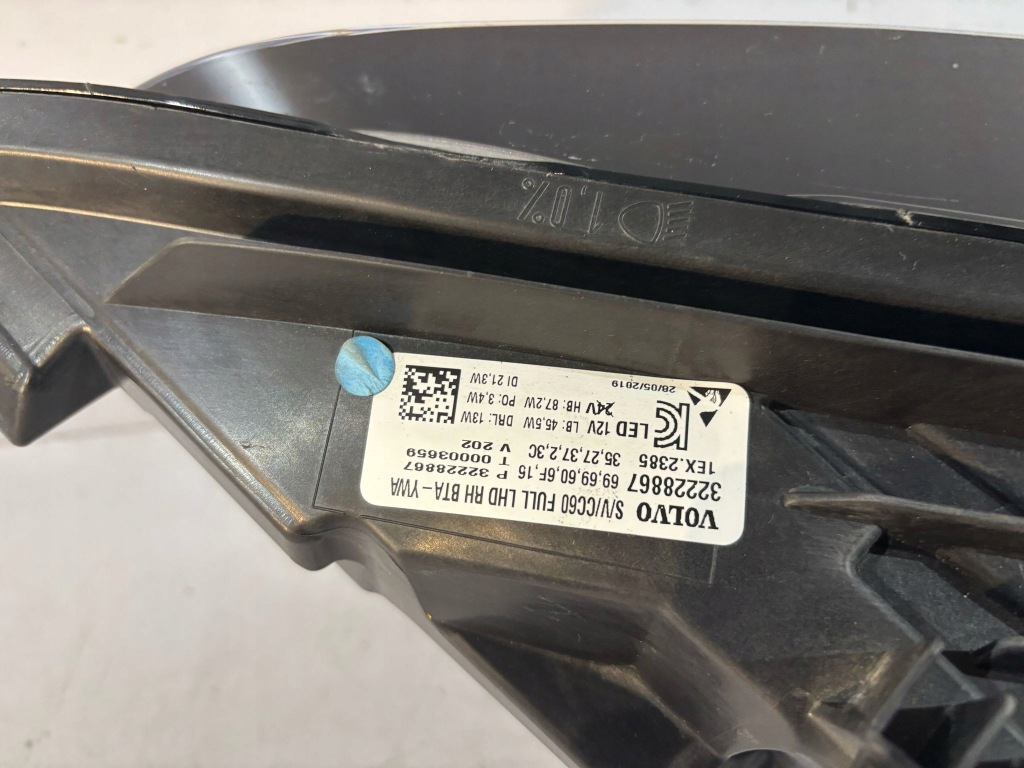 VOLVO S/V/CC60 FULL LHD RH BTA-YWA
32228867 69,69,60,6F,15 P 32228867
1EX.2385 35,27,37,2,3C T 00003659
V 202
LED 12V LB: 45,5W DRL: 13W
24V HB: 87,2W PO: 3,4W
28/05/2019 DI 21,3W
1,0%